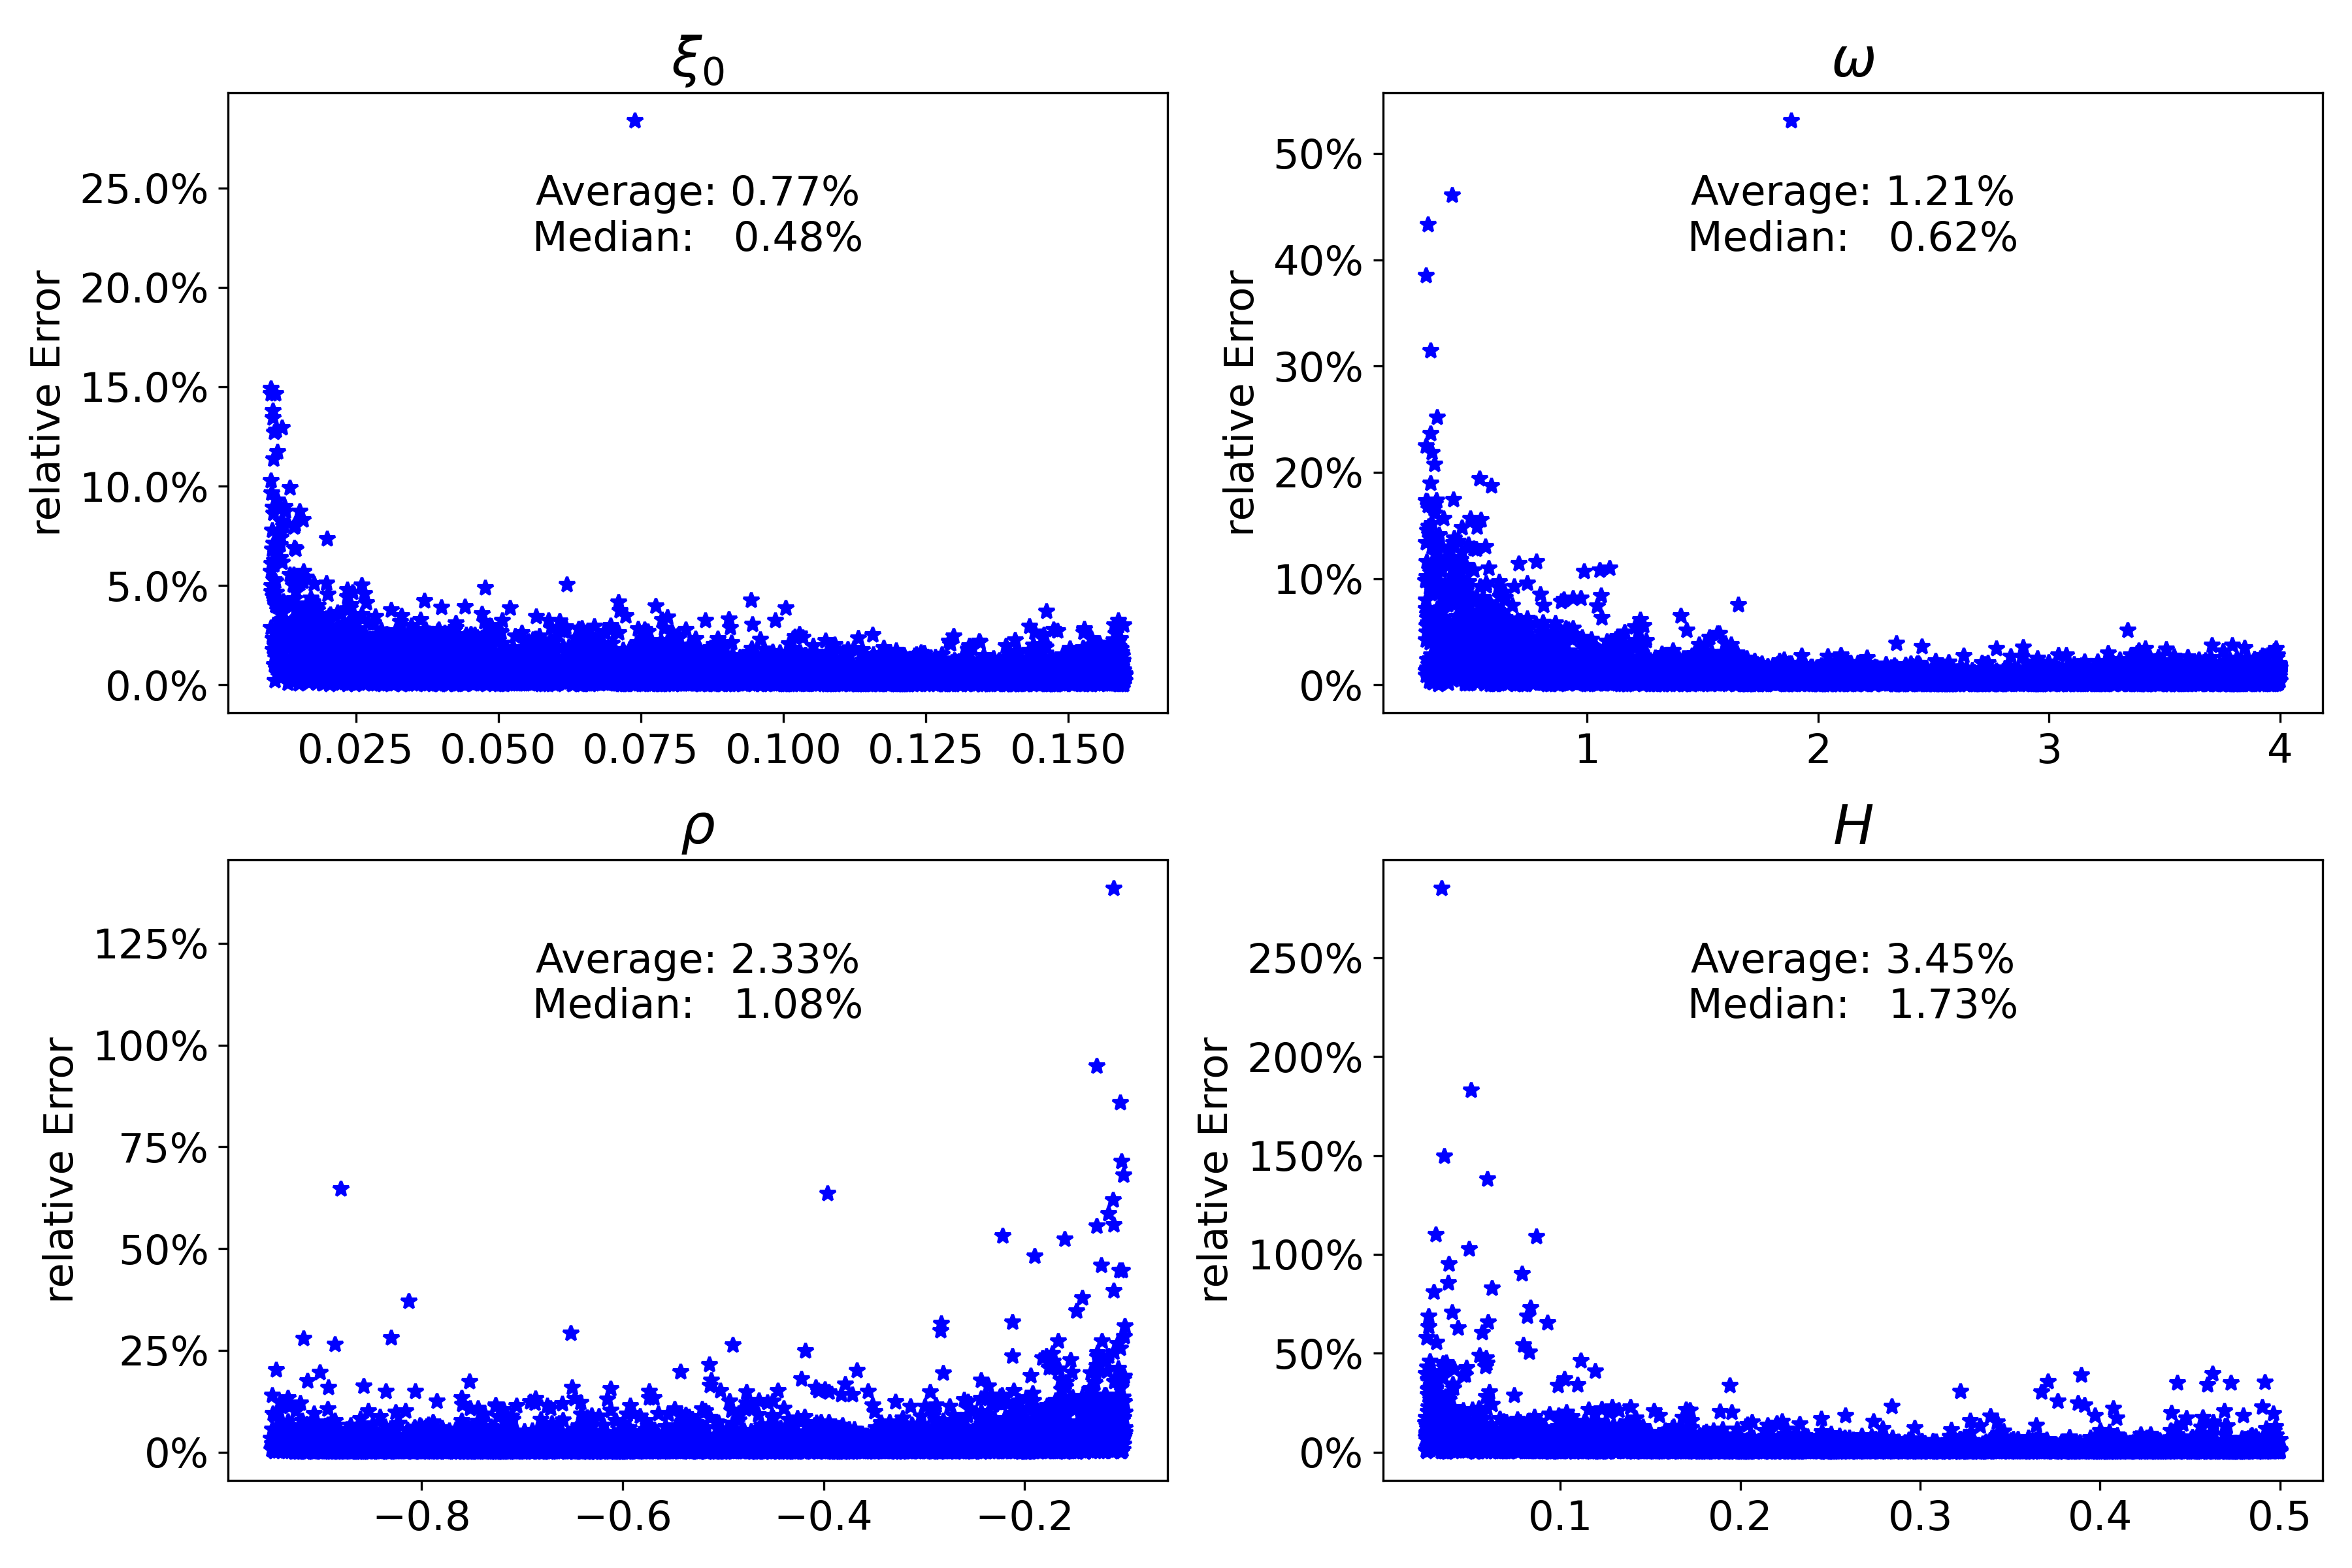 ξ₀
relative Error
25.0%
20.0%
15.0%
10.0%
5.0%
0.0%
Average: 0.77%
Median: 0.48%
0.025 0.050 0.075 0.100 0.125 0.150
ω
relative Error
50%
40%
30%
20%
10%
0%
Average: 1.21%
Median: 0.62%
1 2 3 4
ρ
relative Error
125%
100%
75%
50%
25%
0%
Average: 2.33%
Median: 1.08%
−0.8 −0.6 −0.4 −0.2
H
relative Error
250%
200%
150%
100%
50%
0%
Average: 3.45%
Median: 1.73%
0.1 0.2 0.3 0.4 0.5